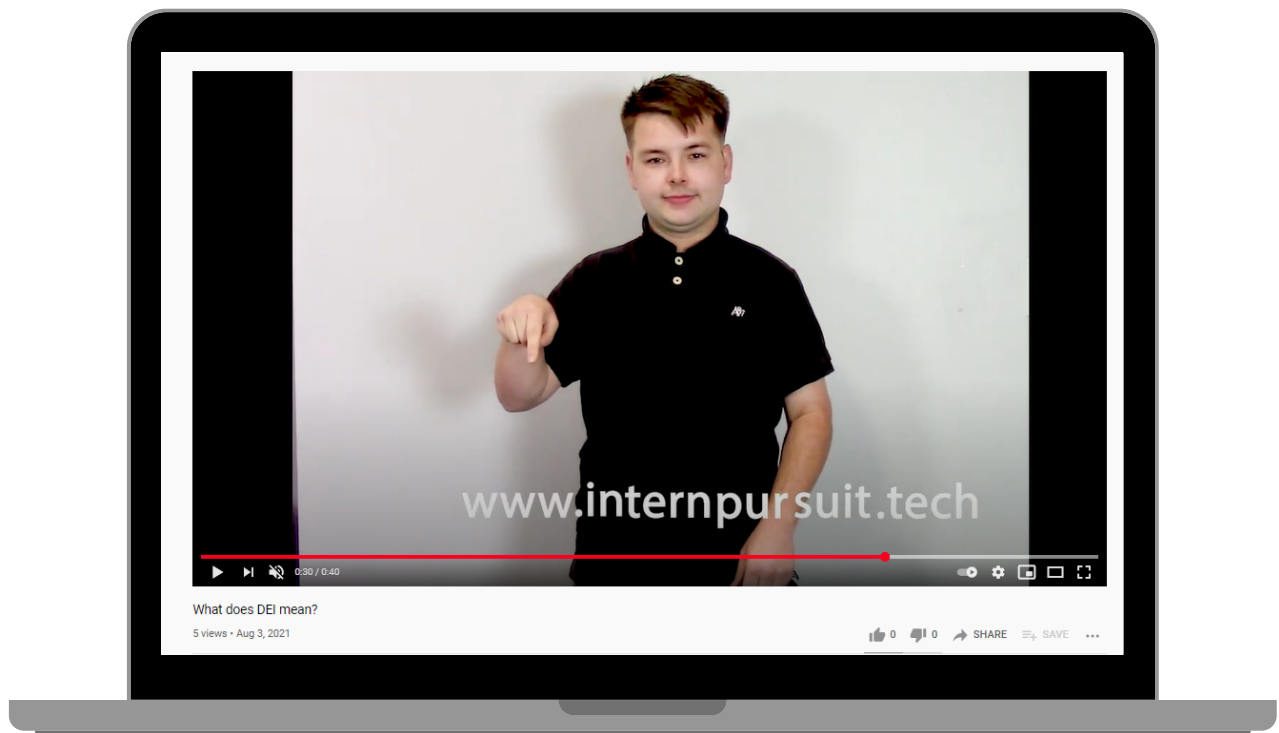 www.internpursuit.tech
0:30 / 0:40
What does DEI mean?
5 views • Aug 3, 2021
0
0
SHARE
SAVE